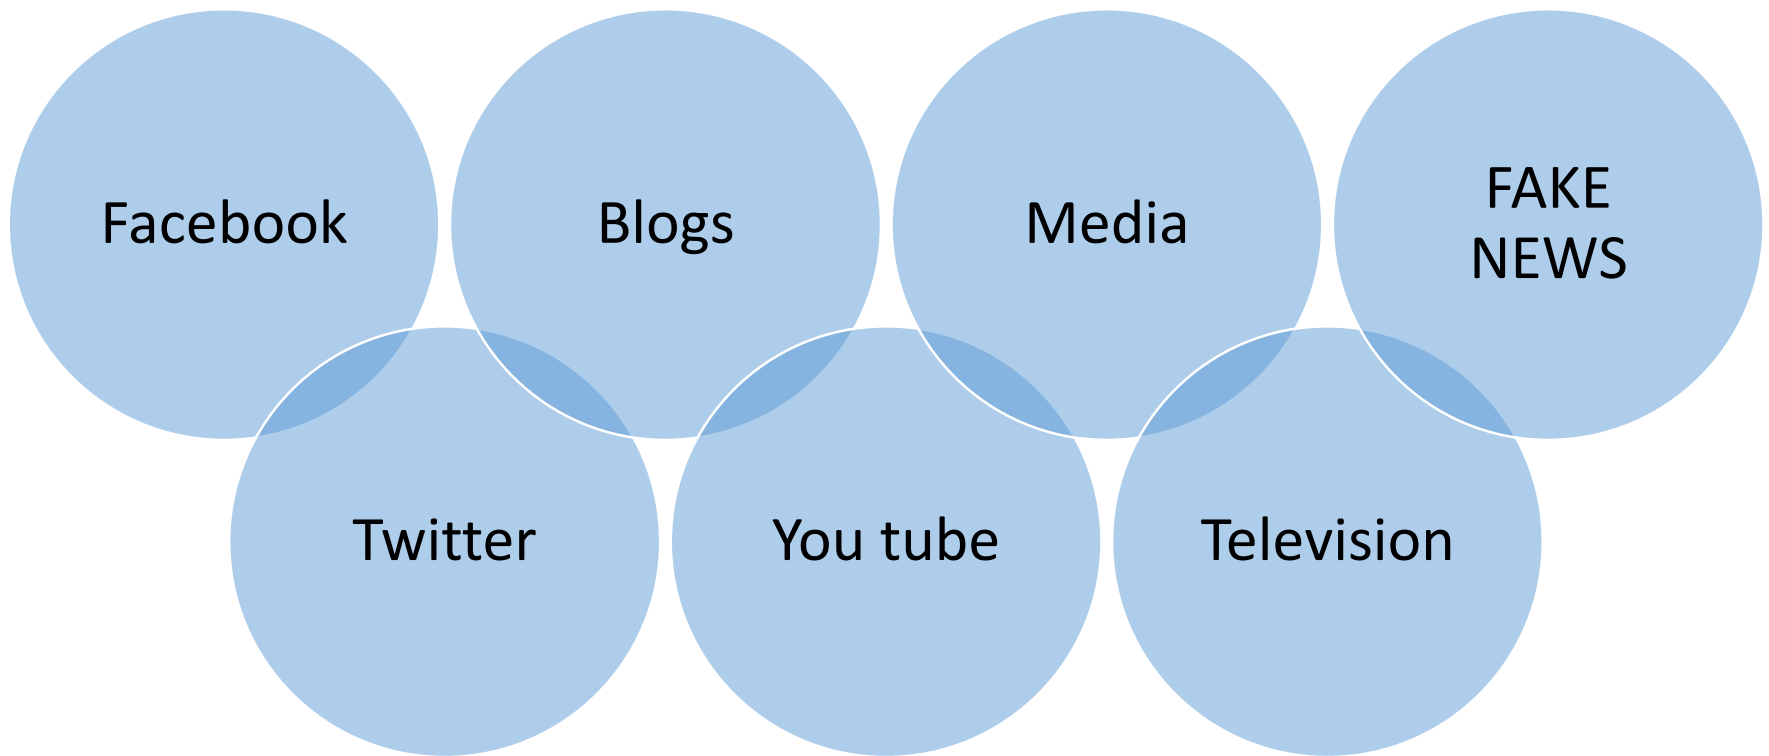 Facebook
Blogs
Media
FAKE
NEWS
Twitter
You tube
Television